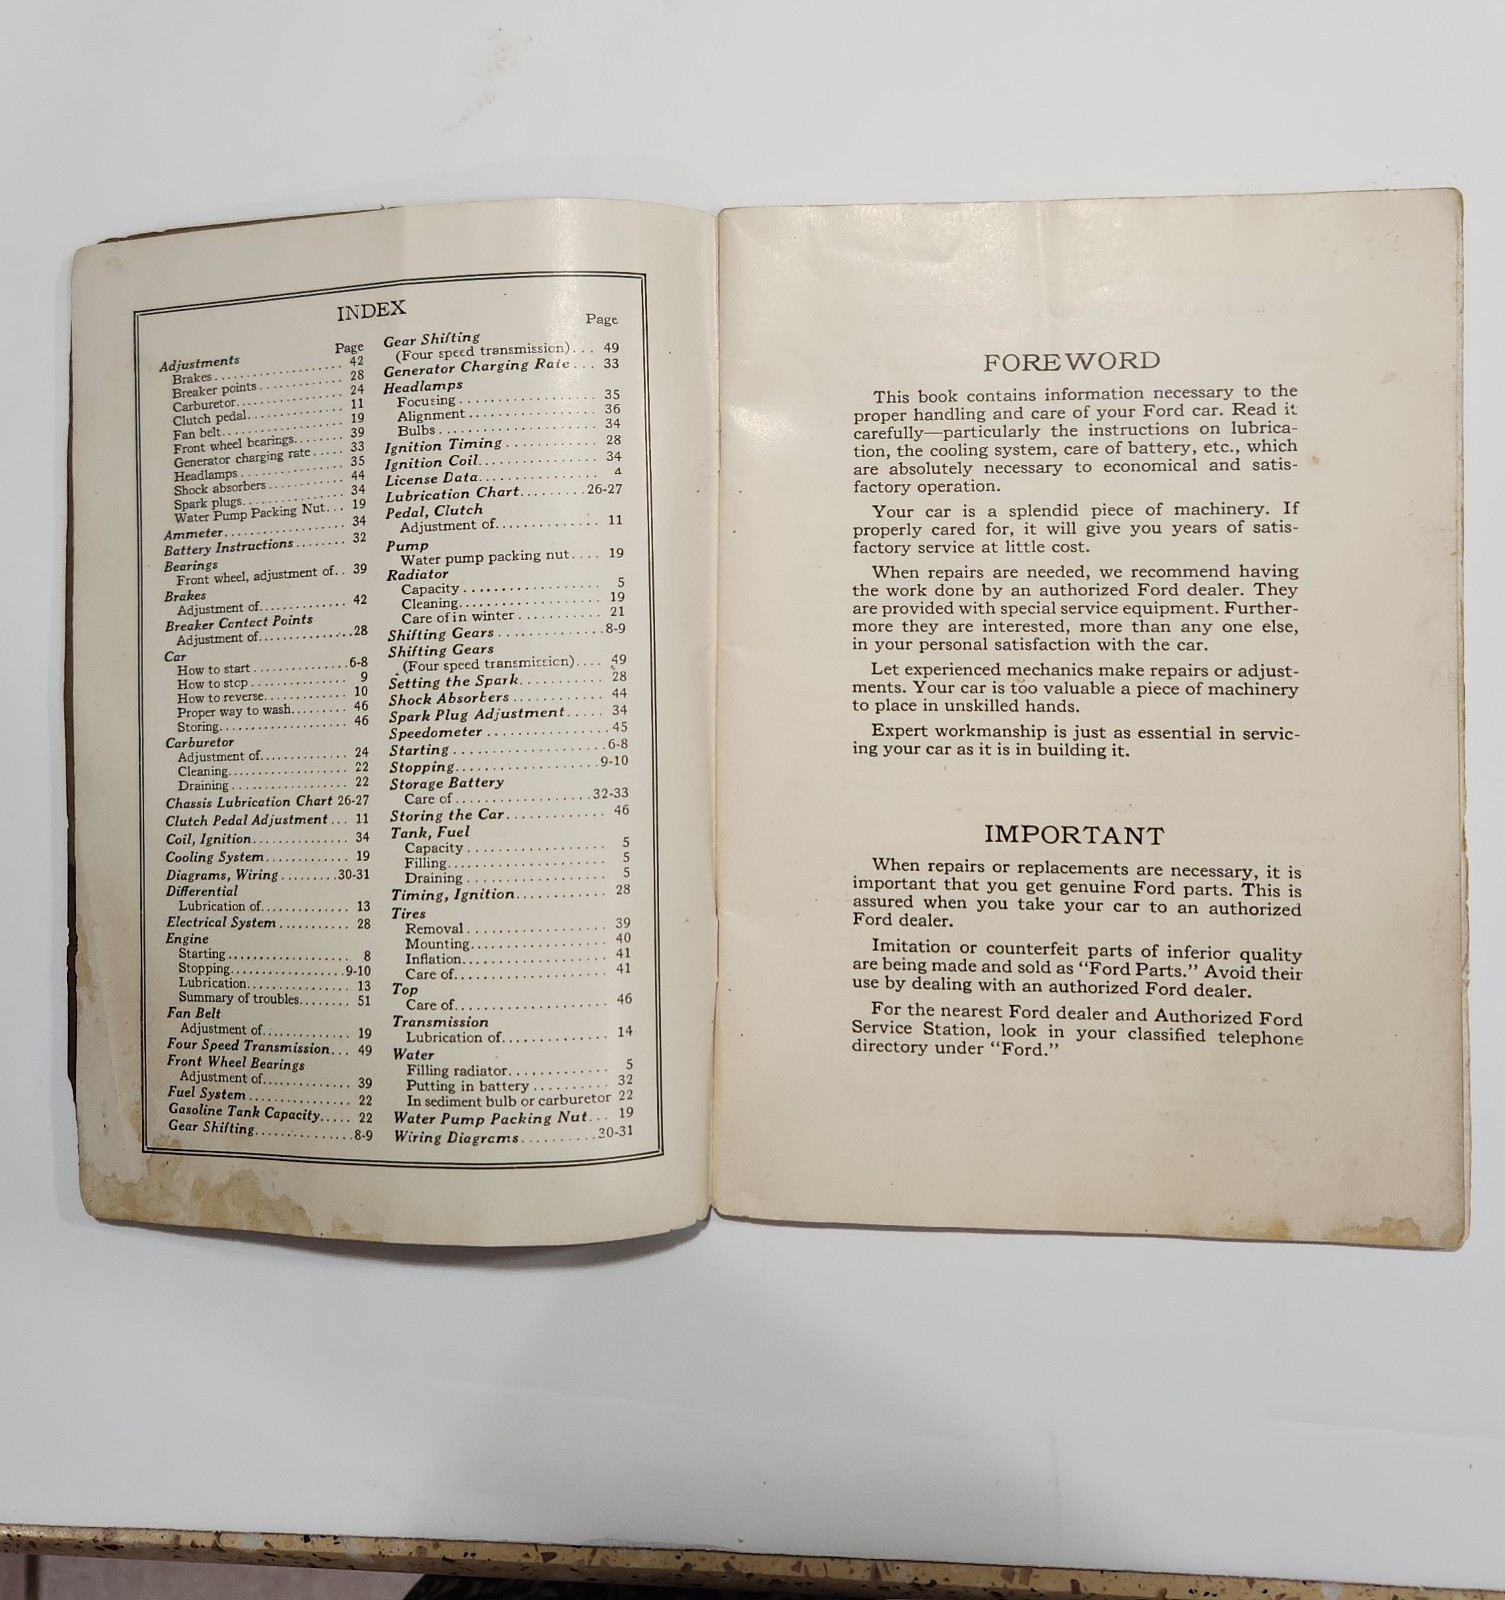 INDEX
Page
Adjustments
Brakes 42
Breaker points 28
Carburetor 24
Clutch pedal 11
Fan belt 19
Front wheel bearings 39
Generator charging rate 33
Headlamps 35
Shock absorbers 44
Spark plugs 34
Water Pump Packing Nut 19
Ammeter 34
Battery Instructions 32
Bearings
Front wheel, adjustment of 39
Brakes
Adjustment of 42
Breaker Contact Points
Adjustment of 28
Car
How to start 6-8
How to stop 9
How to reverse 10
Proper way to wash 46
Storing 46
Carburetor
Adjustment of 24
Cleaning 22
Draining 22
Chassis Lubrication Chart 26-27
Clutch Pedal Adjustment 11
Coil, Ignition 34
Cooling System 19
Diagrams, Wiring 30-31
Differential
Lubrication of 13
Electrical System 28
Engine
Starting 8
Stopping 9-10
Lubrication 13
Summary of troubles 51
Fan Belt
Adjustment of 19
Four Speed Transmission 49
Front Wheel Bearings
Adjustment of 39
Fuel System 22
Gasoline Tank Capacity 22
Gear Shifting 8-9
Page
Gear Shifting
(Four speed transmission) 49
Generator Charging Rate 33
Headlamps
Focusing 35
Alignment 36
Bulbs 34
Ignition Timing 28
Ignition Coil 34
License Data 4
Lubrication Chart 26-27
Pedal, Clutch
Adjustment of 11
Pump
Water pump packing nut 19
Radiator
Capacity 5
Cleaning 19
Care of in winter 21
Shifting Gears 8-9
Shifting Gears
(Four speed transmission) 49
Setting the Spark 28
Shock Absorbers 44
Spark Plug Adjustment 34
Speedometer 45
Starting 6-8
Stopping 9-10
Storage Battery
Care of 32-33
Storing the Car 46
Tank, Fuel
Capacity 5
Filling 5
Draining 5
Timing, Ignition 28
Tires
Removal 39
Mounting 40
Inflation 41
Care of 41
Top
Care of 46
Transmission
Lubrication of 14
Water
Filling radiator 5
Putting in battery 32
In sediment bulb or carburetor 22
Water Pump Packing Nut 19
Wiring Diagrams 30-31
FOREWORD
This book contains information necessary to the
proper handling and care of your Ford car. Read it
carefully—particularly the instructions on lubrica-
tion, the cooling system, care of battery, etc., which
are absolutely necessary to economical and satis-
factory operation.
Your car is a splendid piece of machinery. If
properly cared for, it will give you years of satis-
factory service at little cost.
When repairs are needed, we recommend having
the work done by an authorized Ford dealer. They
are provided with special service equipment. Further-
more they are interested, more than any one else,
in your personal satisfaction with the car.
Let experienced mechanics make repairs or adjust-
ments. Your car is too valuable a piece of machinery
to place in unskilled hands.
Expert workmanship is just as essential in servic-
ing your car as it is in building it.
IMPORTANT
When repairs or replacements are necessary, it is
important that you get genuine Ford parts. This is
assured when you take your car to an authorized
Ford dealer.
Imitation or counterfeit parts of inferior quality
are being made and sold as "Ford Parts." Avoid their
use by dealing with an authorized Ford dealer.
For the nearest Ford dealer and Authorized Ford
Service Station, look in your classified telephone
directory under "Ford."